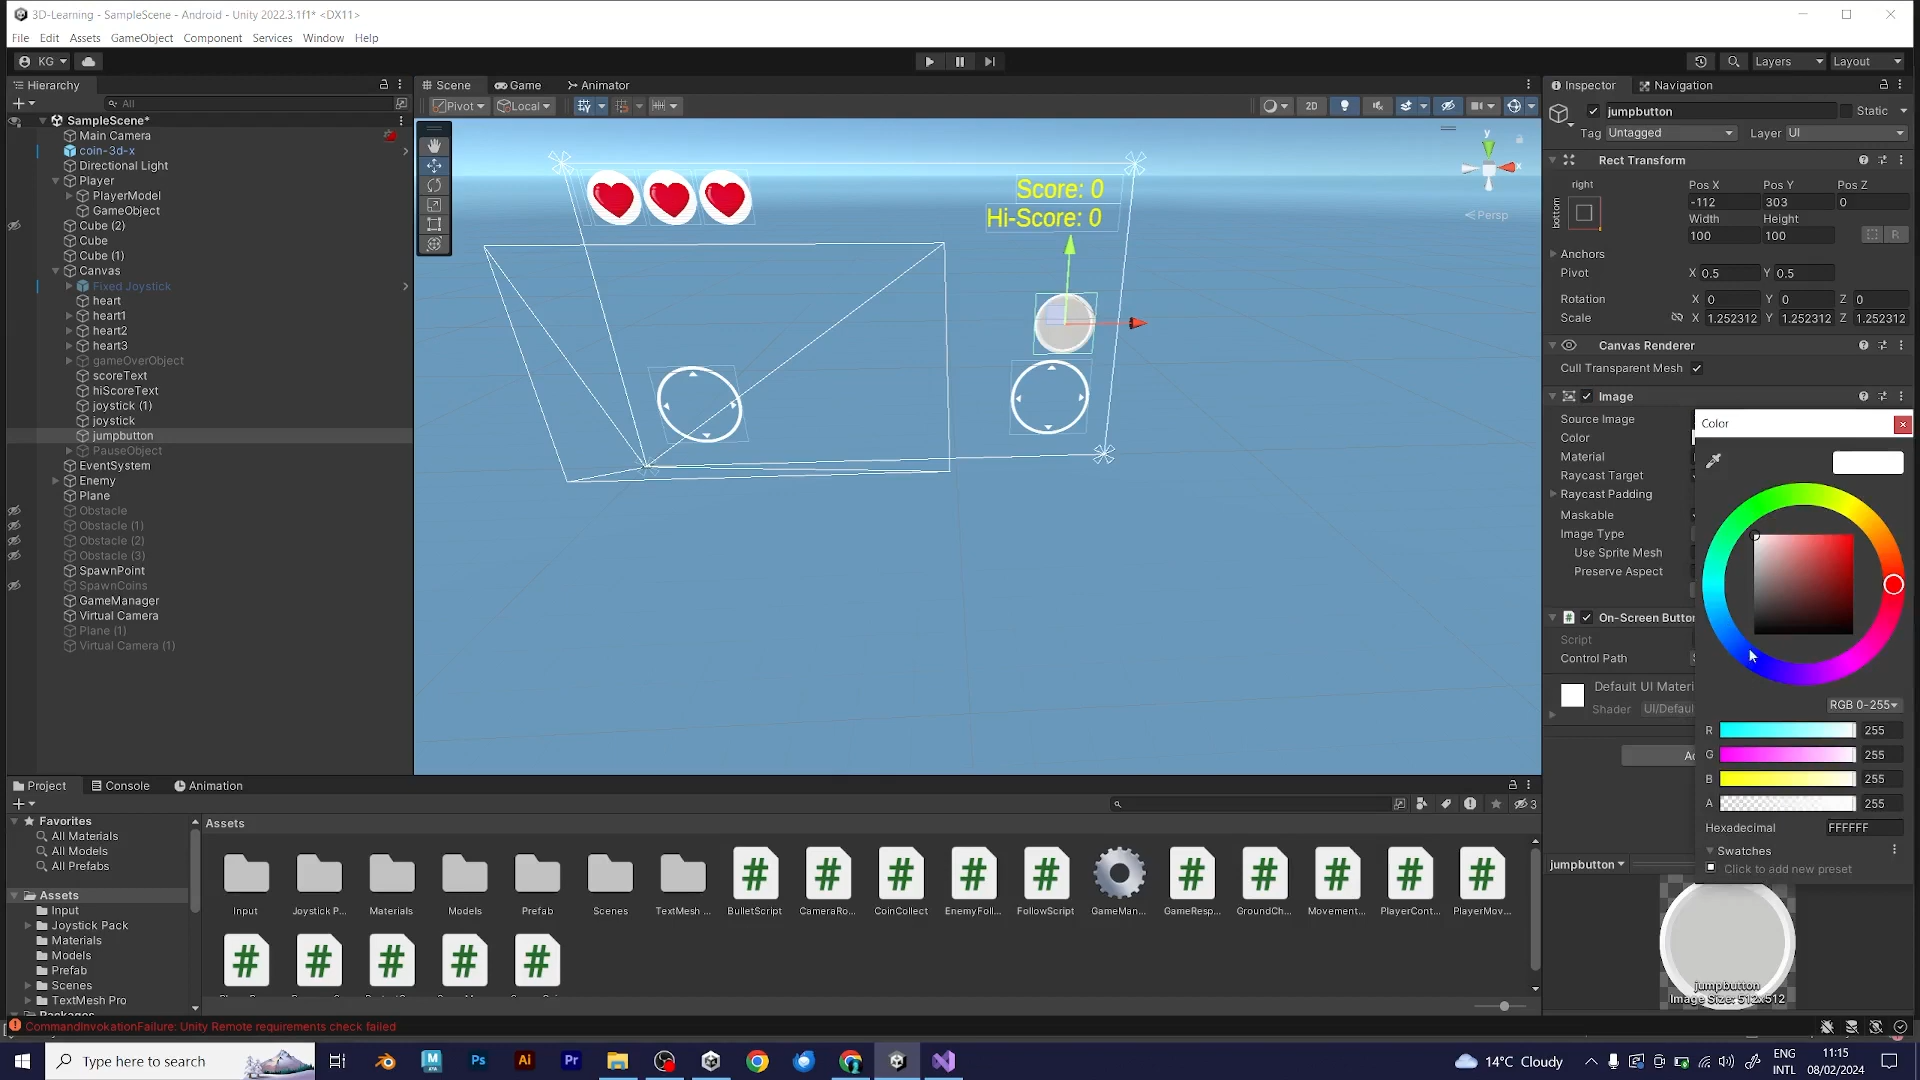 3D-Learning - SampleScene - Android - Unity 2022.3.1f1* <DX11>
File Edit Assets GameObject Component Services Window Help
KG
Layers Layout
Hierarchy
All
SampleScene*
Main Camera
coin-3d-x
Directional Light
Player
PlayerModel
GameObject
Cube (2)
Cube
Cube (1)
Canvas
Fixed Joystick
heart
heart1
heart2
heart3
gameOverObject
scoreText
hiScoreText
joystick (1)
joystick
jumpbutton
PauseObject
EventSystem
Enemy
Plane
Obstacle
Obstacle (1)
Obstacle (2)
Obstacle (3)
SpawnPoint
SpawnCoins
GameManager
Virtual Camera
Plane (1)
Virtual Camera (1)
Scene Game Animator
Pivot Local
2D
Score: 0
Hi-Score: 0
y
x
Persp
Inspector Navigation
jumpbutton Static
Tag Untagged Layer UI
Rect Transform
right
bottom
Pos X Pos Y Pos Z
-112 303 0
Width Height
100 100
R
Anchors
Pivot X 0.5 Y 0.5
Rotation X 0 Y 0 Z 0
Scale X 1.252312 Y 1.252312 Z 1.252312
Canvas Renderer
Cull Transparent Mesh
Image
Source Image
Color
Material
Raycast Target
Raycast Padding
Maskable
Image Type
Use Sprite Mesh
Preserve Aspect
On-Screen Button
Script
Control Path
Default UI Materi
Shader UI/Defaul
Color
RGB 0-255
R 255
G 255
B 255
A 255
Hexadecimal FFFFFF
Swatches
Click to add new preset
jumpbutton
jumpbutton
Image Size: 512x512
Project Console Animation
3
Favorites
All Materials
All Models
All Prefabs
Assets
Input
Joystick Pack
Materials
Models
Prefab
Scenes
TextMesh Pro
Packages
Assets
Input Joystick P... Materials Models Prefab Scenes TextMesh ... BulletScript CameraRo... CoinCollect EnemyFoll... FollowScript GameMan... GameResp... GroundCh... Movement... PlayerCont... PlayerMov...
CommandInvokationFailure: Unity Remote requirements check failed
Type here to search
Ps
Ai
Pr
14°C Cloudy
ENG
INTL
11:15
08/02/2024